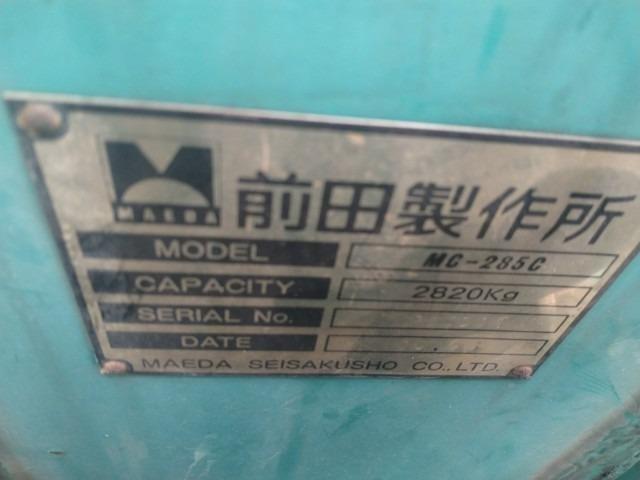 MAEDA
前田製作所
MODEL MC-285C
CAPACITY 2820Kg
SERIAL No.
DATE
MAEDA SEISAKUSHO CO.,LTD.